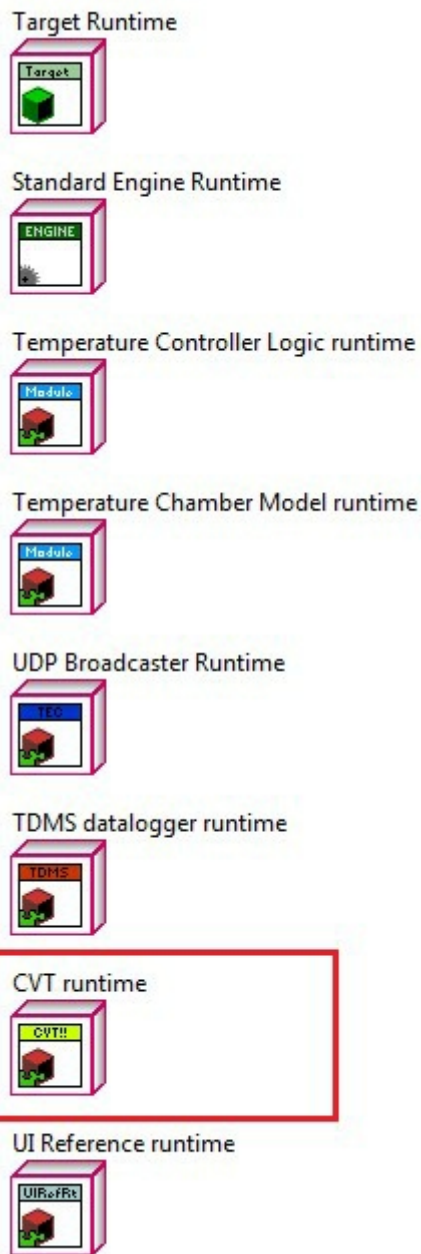 Target Runtime
Target
Standard Engine Runtime
ENGINE
Temperature Controller Logic runtime
Module
Temperature Chamber Model runtime
Module
UDP Broadcaster Runtime
TEC
TDMS datalogger runtime
TDMS
CVT runtime
CVT!!
UI Reference runtime
UIRefRt